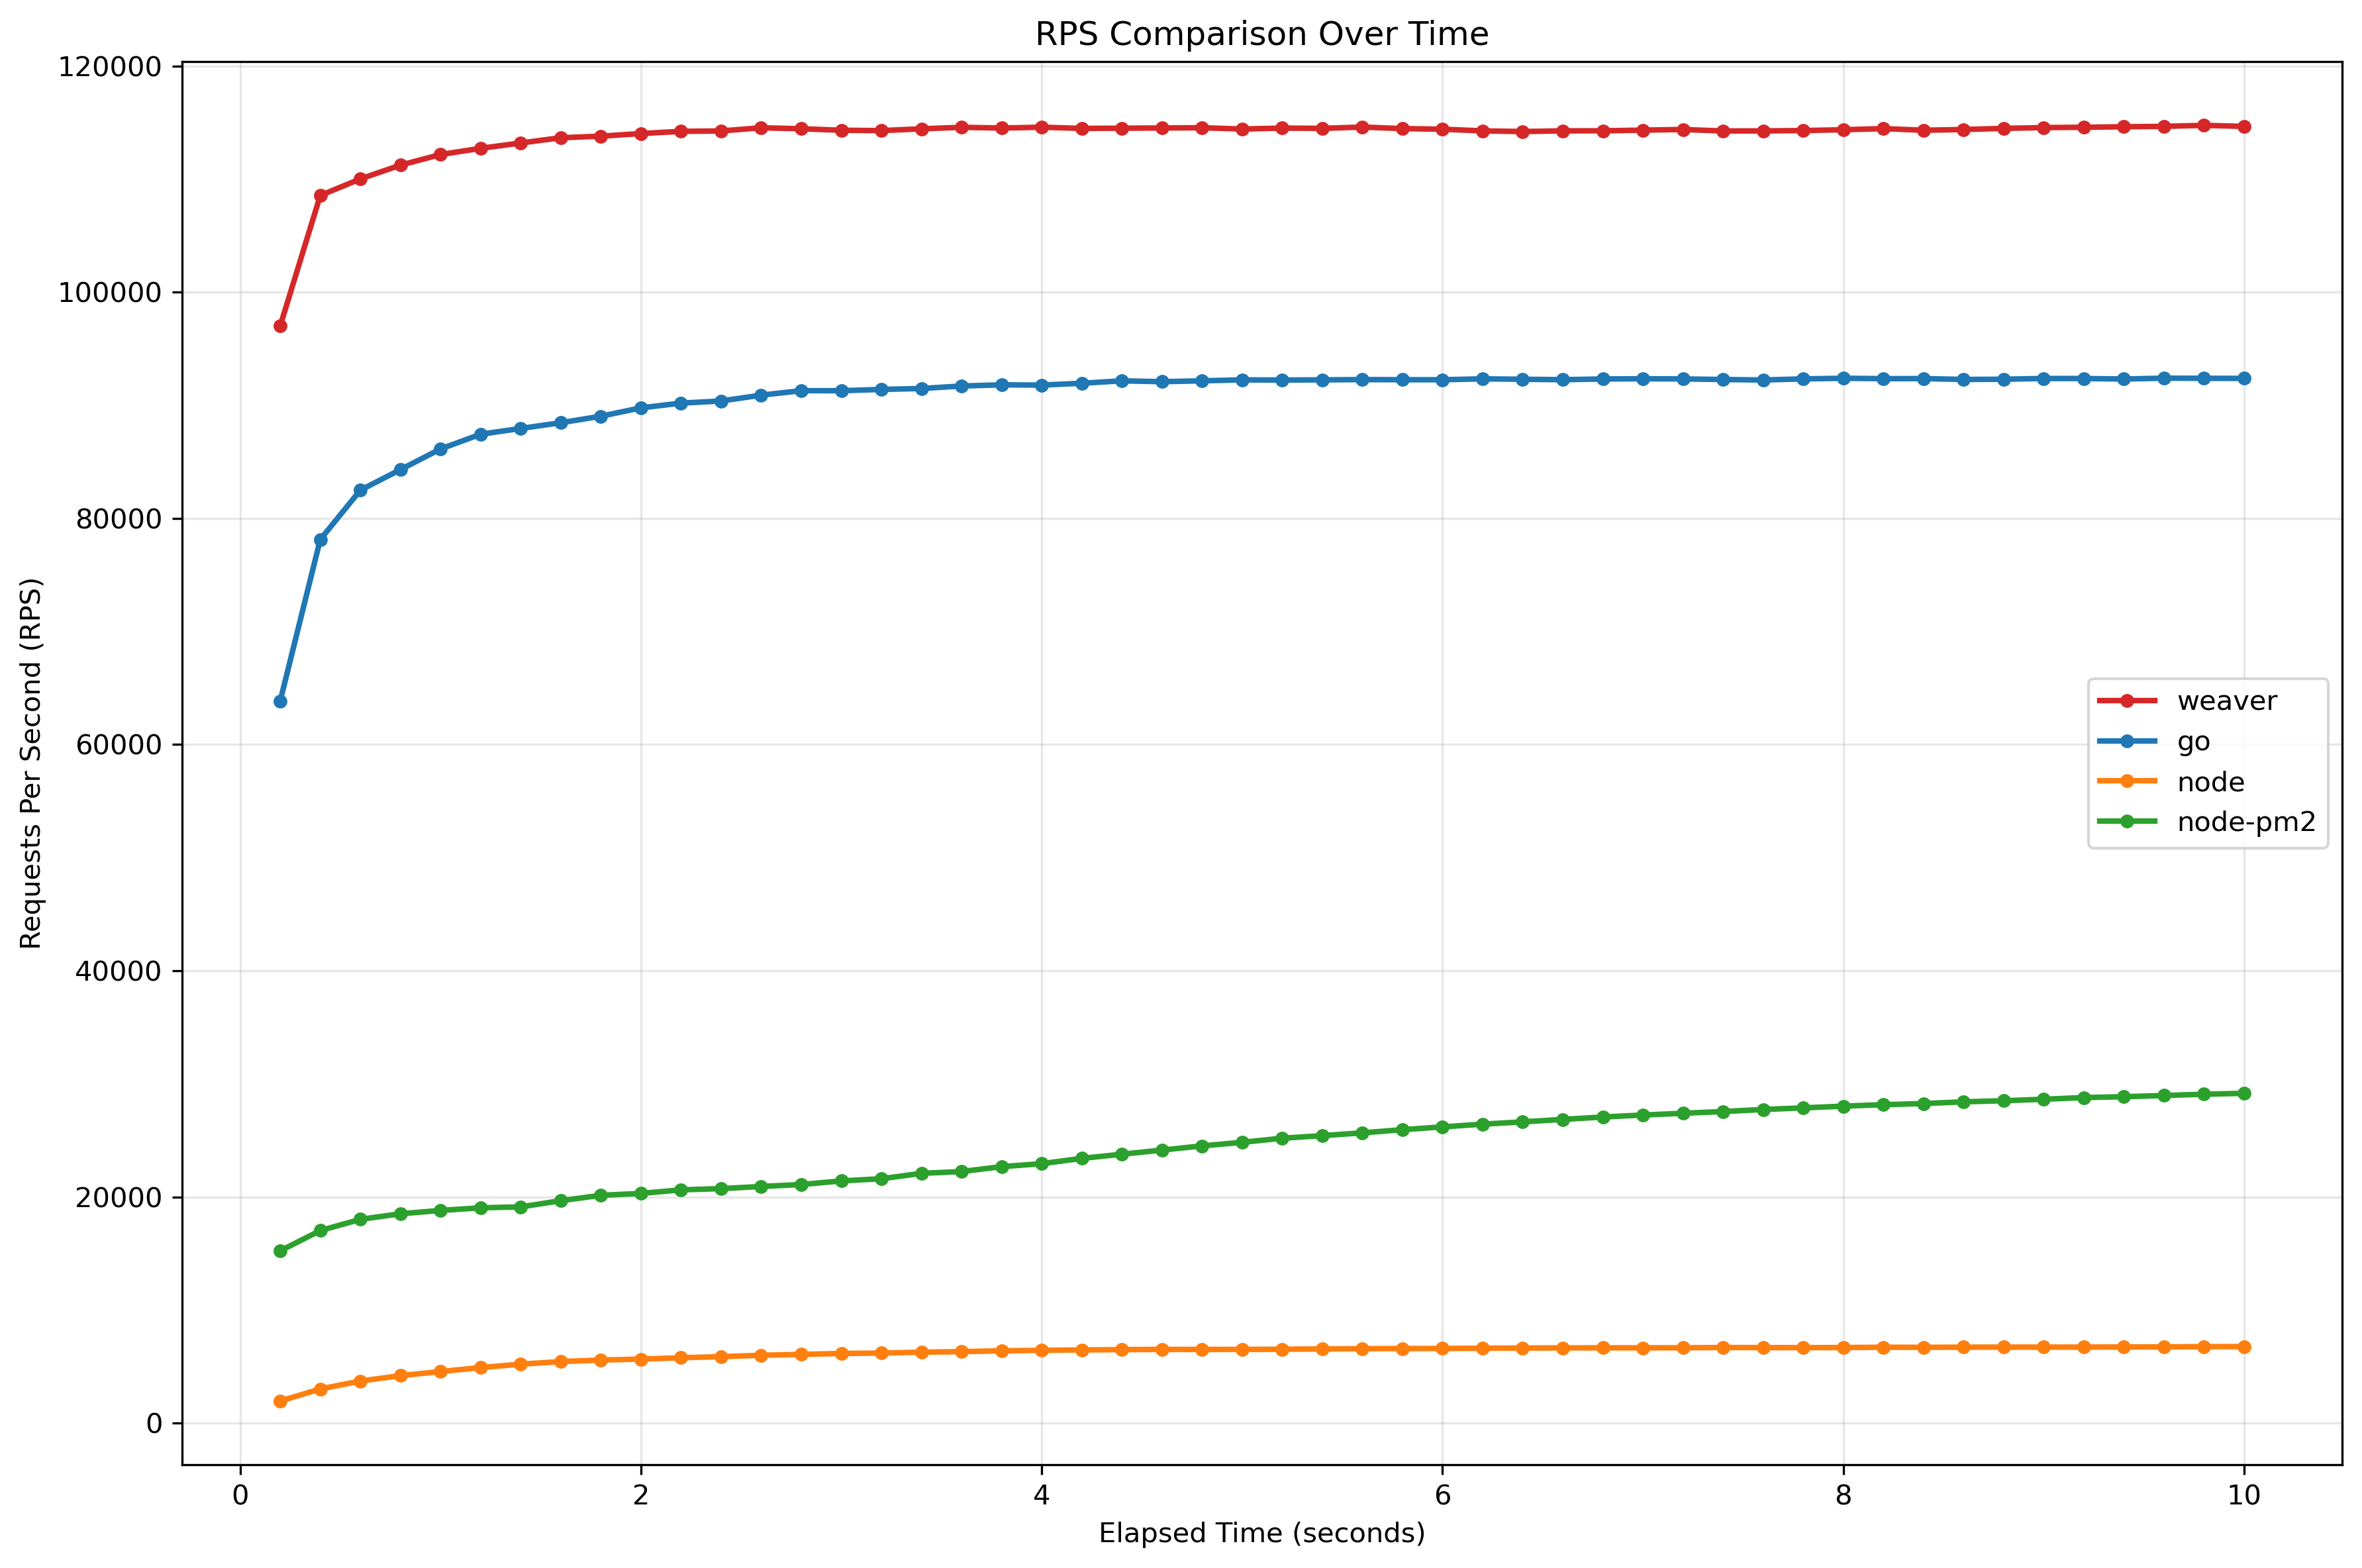 RPS Comparison Over Time
120000
100000
80000
60000
40000
20000
0
Requests Per Second (RPS)
weaver
go
node
node-pm2
0 2 4 6 8 10
Elapsed Time (seconds)